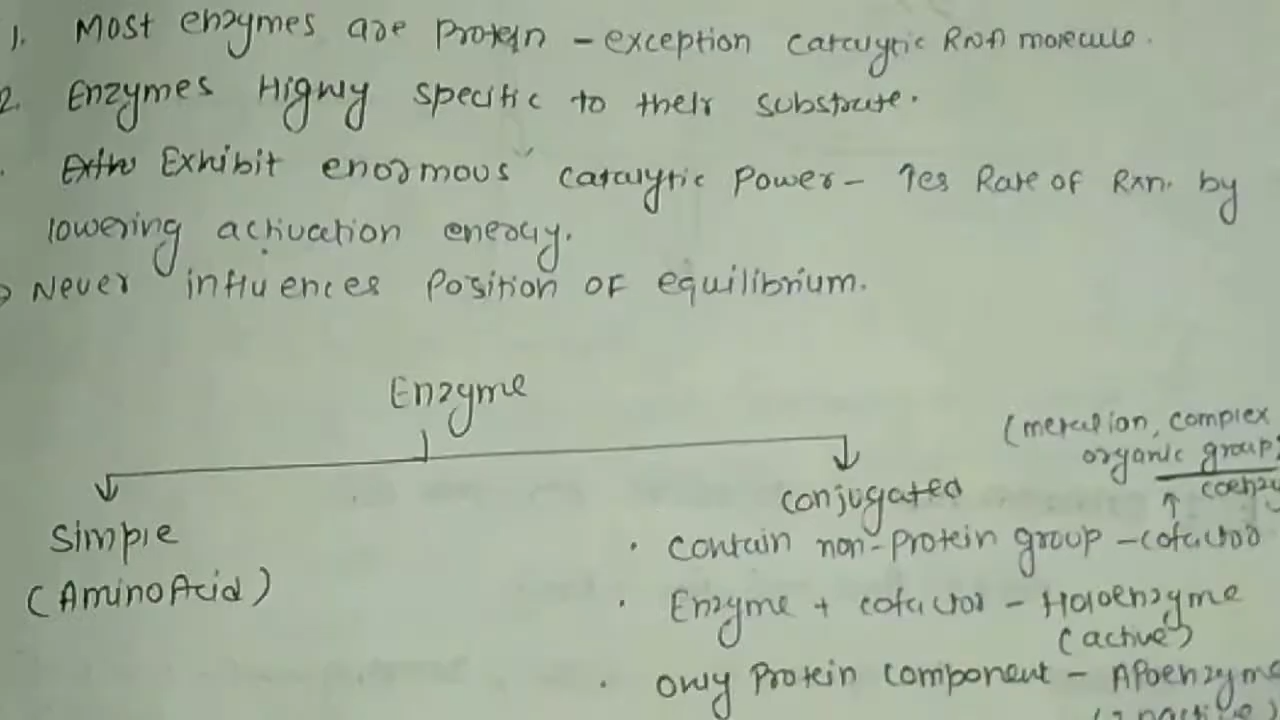 1. Most enzymes are Protein - exception catalytic RNA molecule.
2. Enzymes Highly specific to their substrate.
Exhibit enormous catalytic Power - ↑es Rate of Rxn. by
lowering activation energy.
Never influences Position of equilibrium.
Enzyme
(metal ion, complex
organic group
Simple
conjugated
(Amino Acid)
• contain non-protein group - cofactor
• Enzyme + cofactor - Holoenzyme
(active)
• only Protein component - Apoenzyme